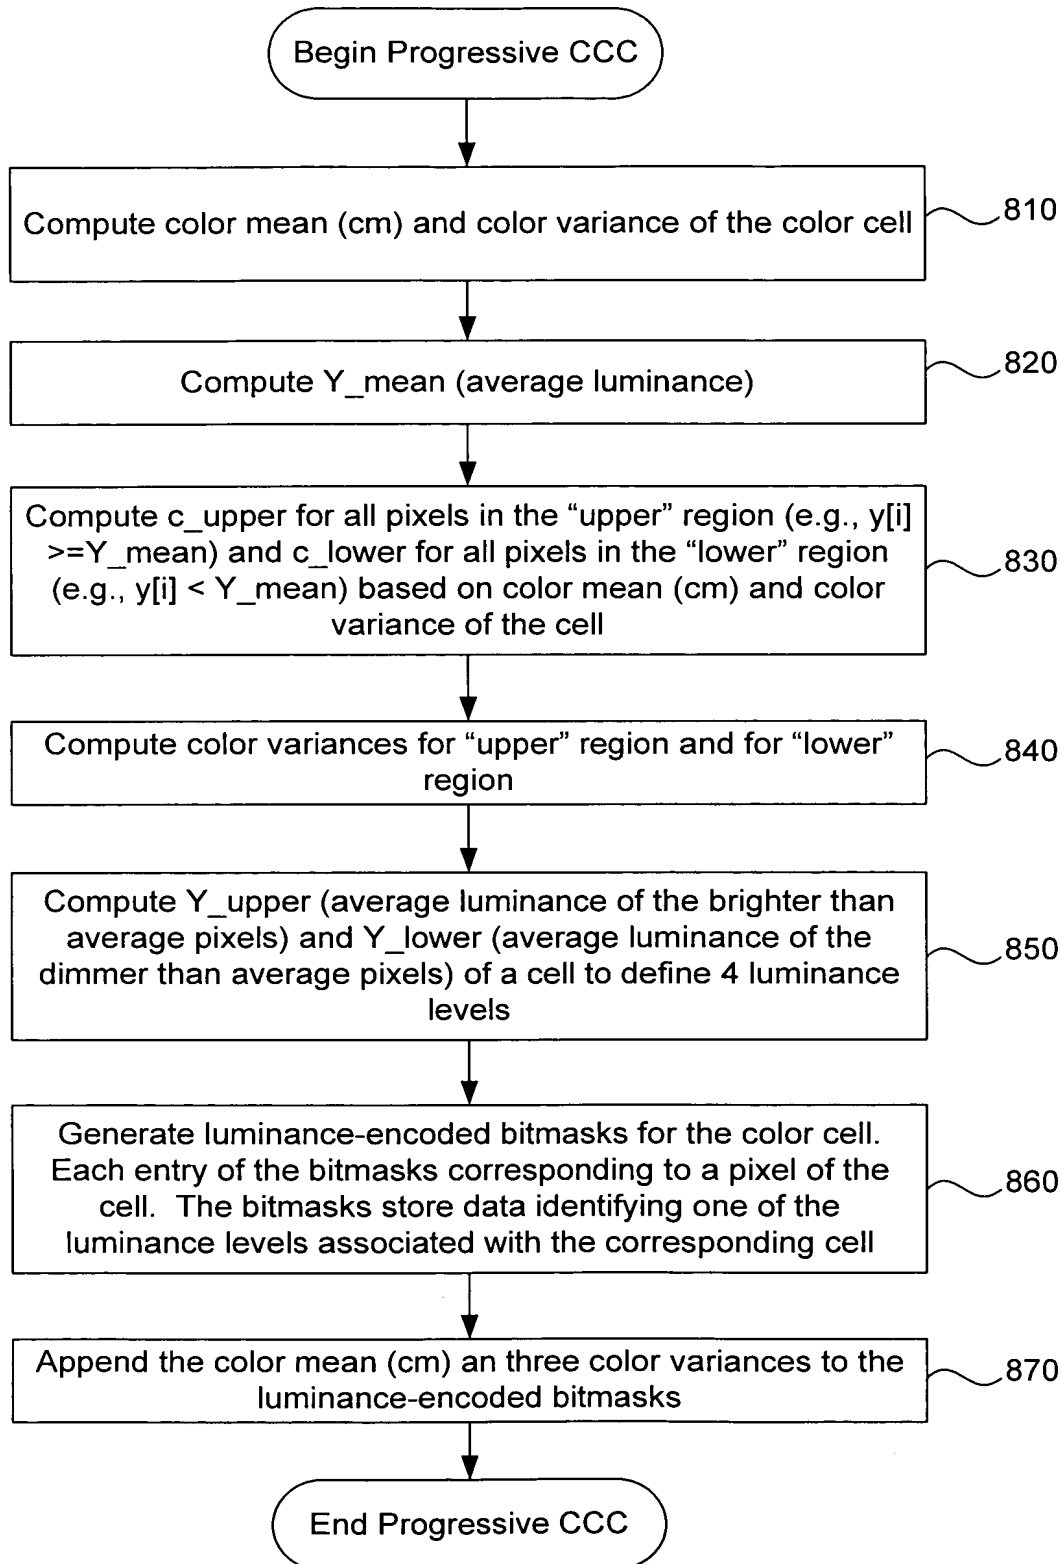 Begin Progressive CCC
Compute color mean (cm) and color variance of the color cell
810
Compute Y_mean (average luminance)
820
Compute c_upper for all pixels in the “upper” region (e.g., y[i]
>=Y_mean) and c_lower for all pixels in the “lower” region
(e.g., y[i] < Y_mean) based on color mean (cm) and color
variance of the cell
830
Compute color variances for “upper” region and for “lower”
region
840
Compute Y_upper (average luminance of the brighter than
average pixels) and Y_lower (average luminance of the
dimmer than average pixels) of a cell to define 4 luminance
levels
850
Generate luminance-encoded bitmasks for the color cell.
Each entry of the bitmasks corresponding to a pixel of the
cell.  The bitmasks store data identifying one of the
luminance levels associated with the corresponding cell
860
Append the color mean (cm) an three color variances to the
luminance-encoded bitmasks
870
End Progressive CCC